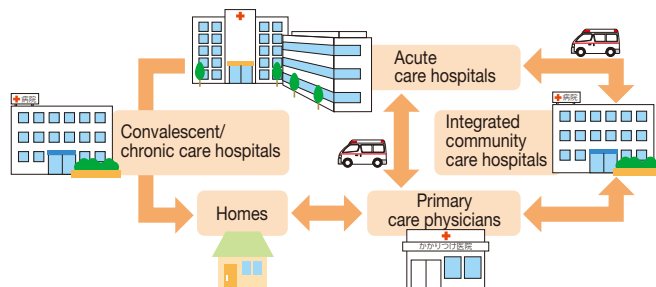 Acute
care hospitals
病院
Convalescent/
chronic care hospitals
Integrated
community
care hospitals
病院
Homes
Primary
care physicians
かかりつけ医院